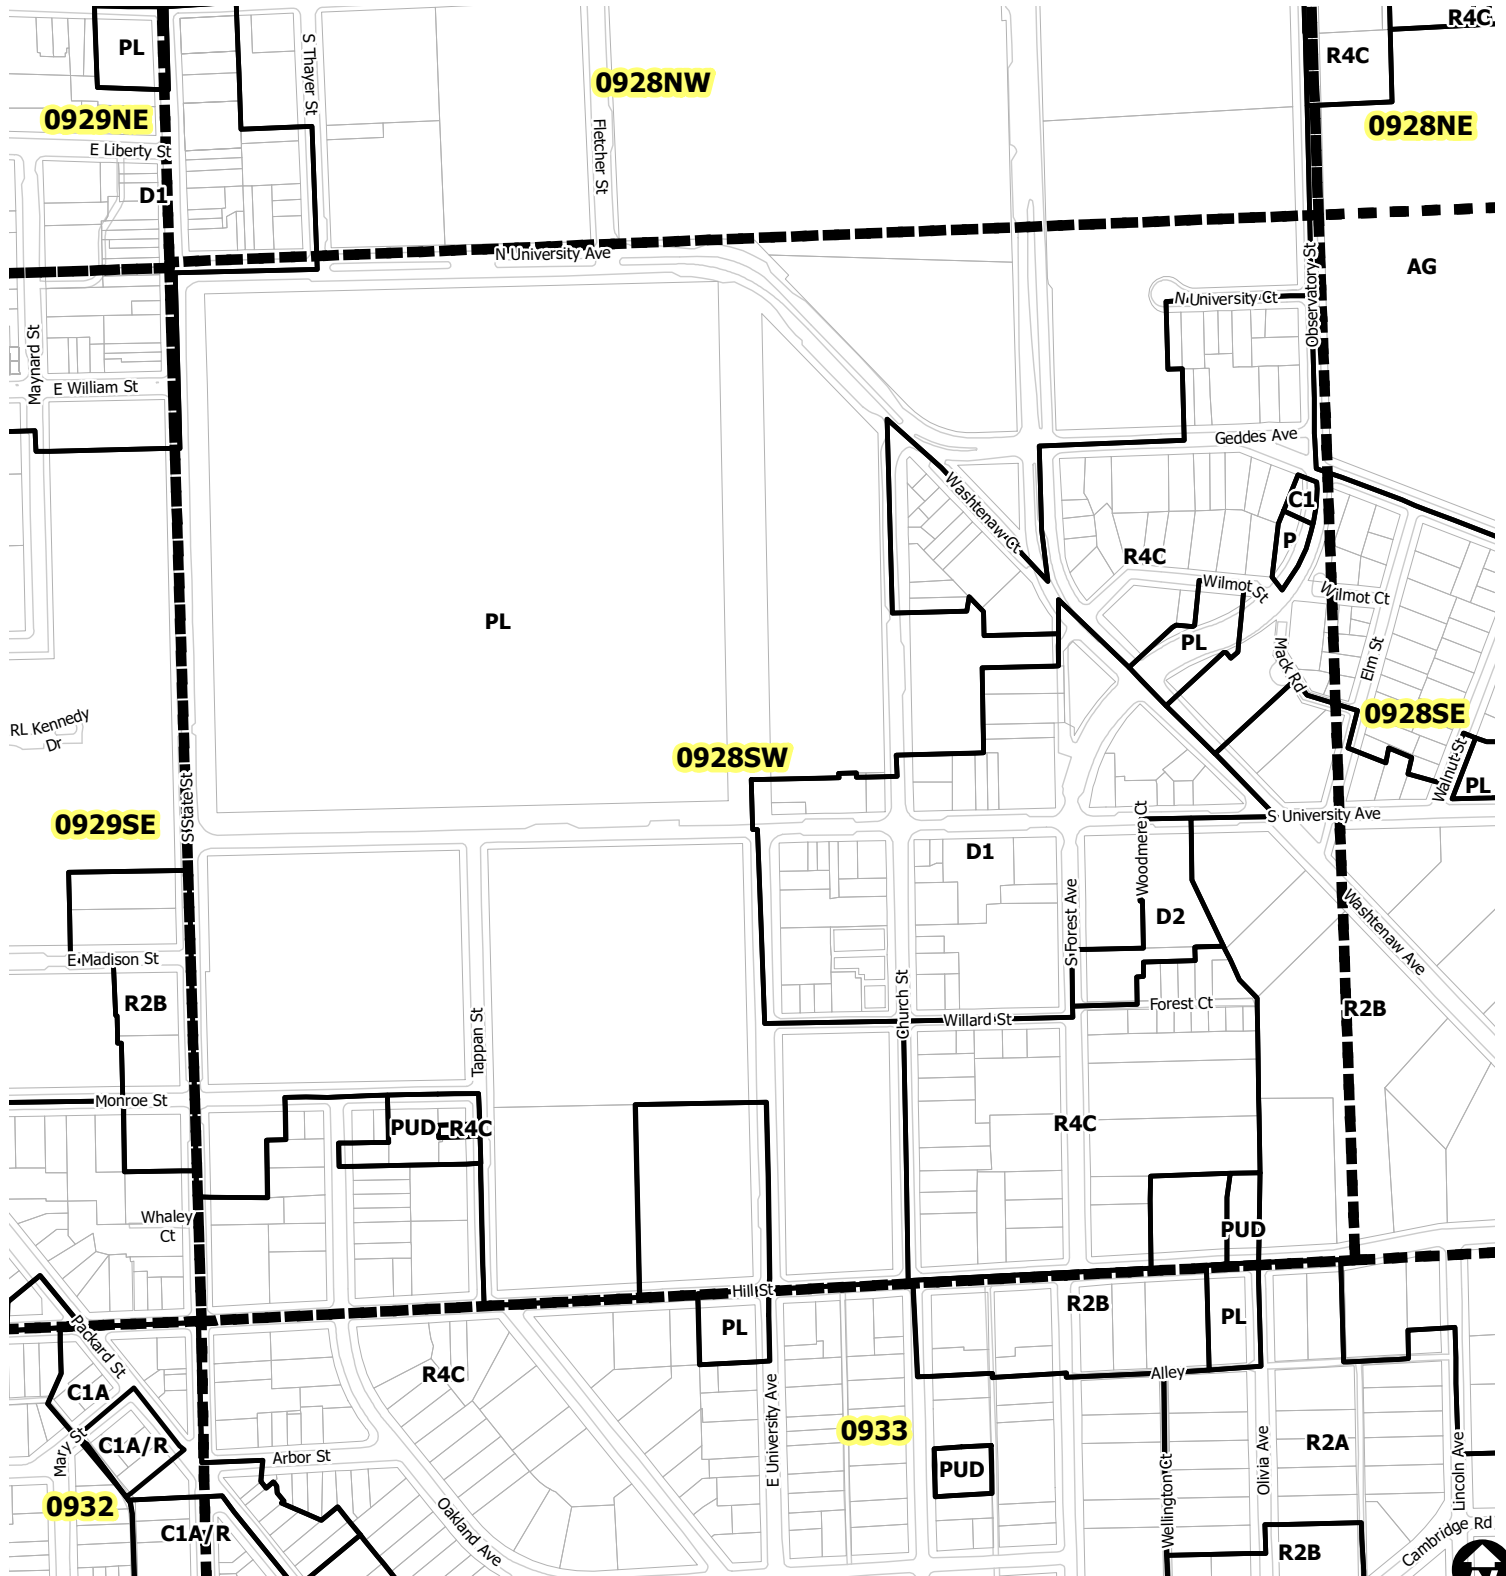 R4C
PL
R4C
0928NW
S Thayer St
0929NE
0928NE
Fletcher St
E Liberty St
D1
N University Ave
AG
Observatory St
N University Ct
Maynard St
E William St
Geddes Ave
Washtenaw Ct
C1
P
R4C
Wilmot St
Wilmot Ct
PL
PL
Mack Rd
Elm St
RL Kennedy
Dr
0928SE
0928SW
Walnut St
PL
S State St
0929SE
S University Ave
D1
Woodmere Ct
S Forest Ave
D2
Washtenaw Ave
E Madison St
R2B
Church St
Forest Ct
R2B
Willard St
Tappan St
Monroe St
PUD
R4C
R4C
Whaley
Ct
PUD
Hill St
R2B
PL
PL
Packard St
R4C
Alley
C1A
E University Ave
0933
Mary St
C1A/R
R2A
Arbor St
Olivia Ave
Lincoln Ave
PUD
Wellington Ct
0932
C1A/R
Oakland Ave
R2B
Cambridge Rd